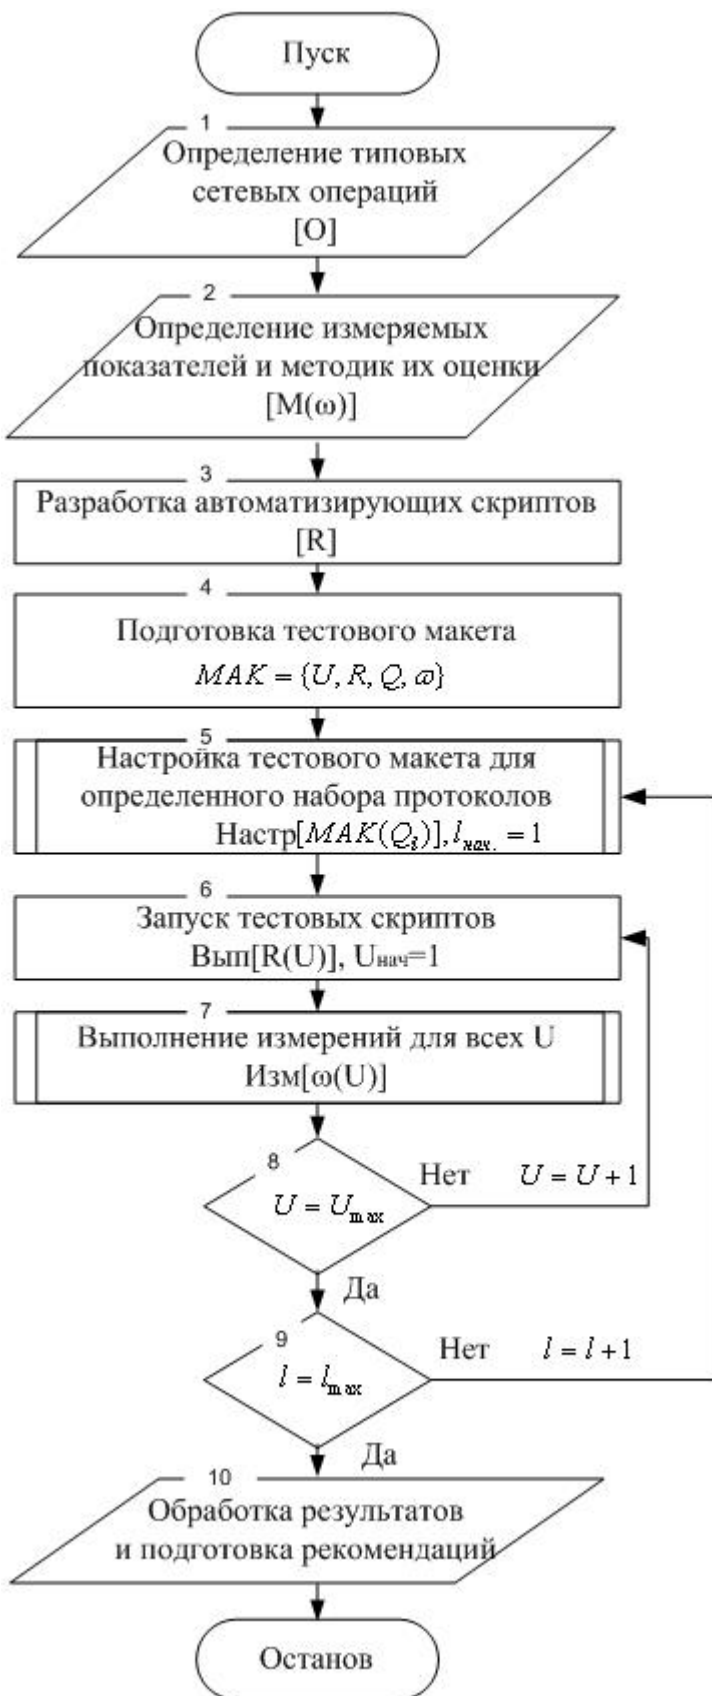 Пуск
1
Определение типовых
сетевых операций
[O]
2
Определение измеряемых
показателей и методик их оценки
[М(ω)]
3
Разработка автоматизирующих скриптов
[R]
4
Подготовка тестового макета
MAK = {U, R, Q, ϖ}
5
Настройка тестового макета для
определенного набора протоколов
Настр[MAK(Q_l)], l_нач. = 1
6
Запуск тестовых скриптов
Вып[R(U)], Uнач=1
7
Выполнение измерений для всех U
Изм[ω(U)]
8
U = U_max
Нет U = U + 1
Да
9
l = l_max
Нет l = l + 1
Да
10
Обработка результатов
и подготовка рекомендаций
Останов